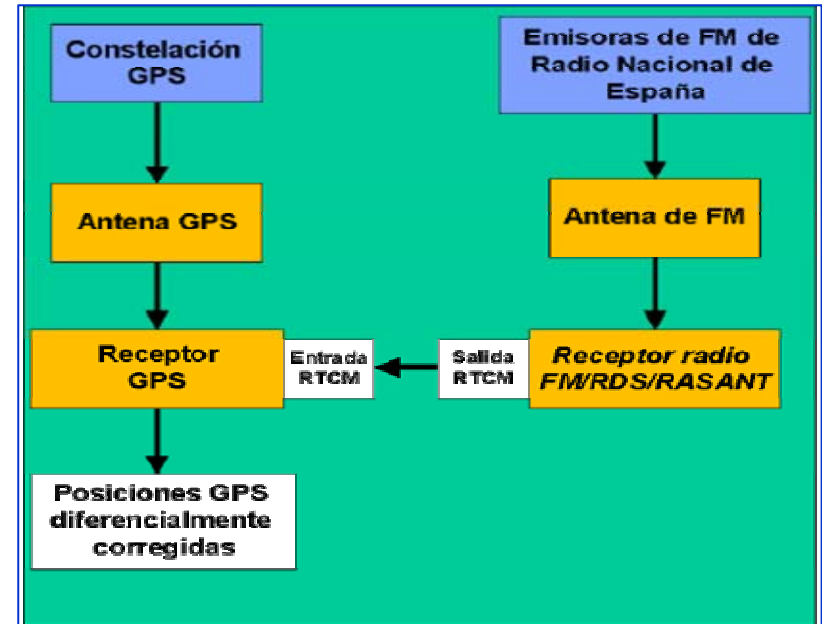 Constelación
GPS
Emisoras de FM de
Radio Nacional de
España
Antena GPS
Antena de FM
Receptor
GPS
Entrada
RTCM
Salida
RTCM
Receptor radio
FM/RDS/RASANT
Posiciones GPS
diferencialmente
corregidas